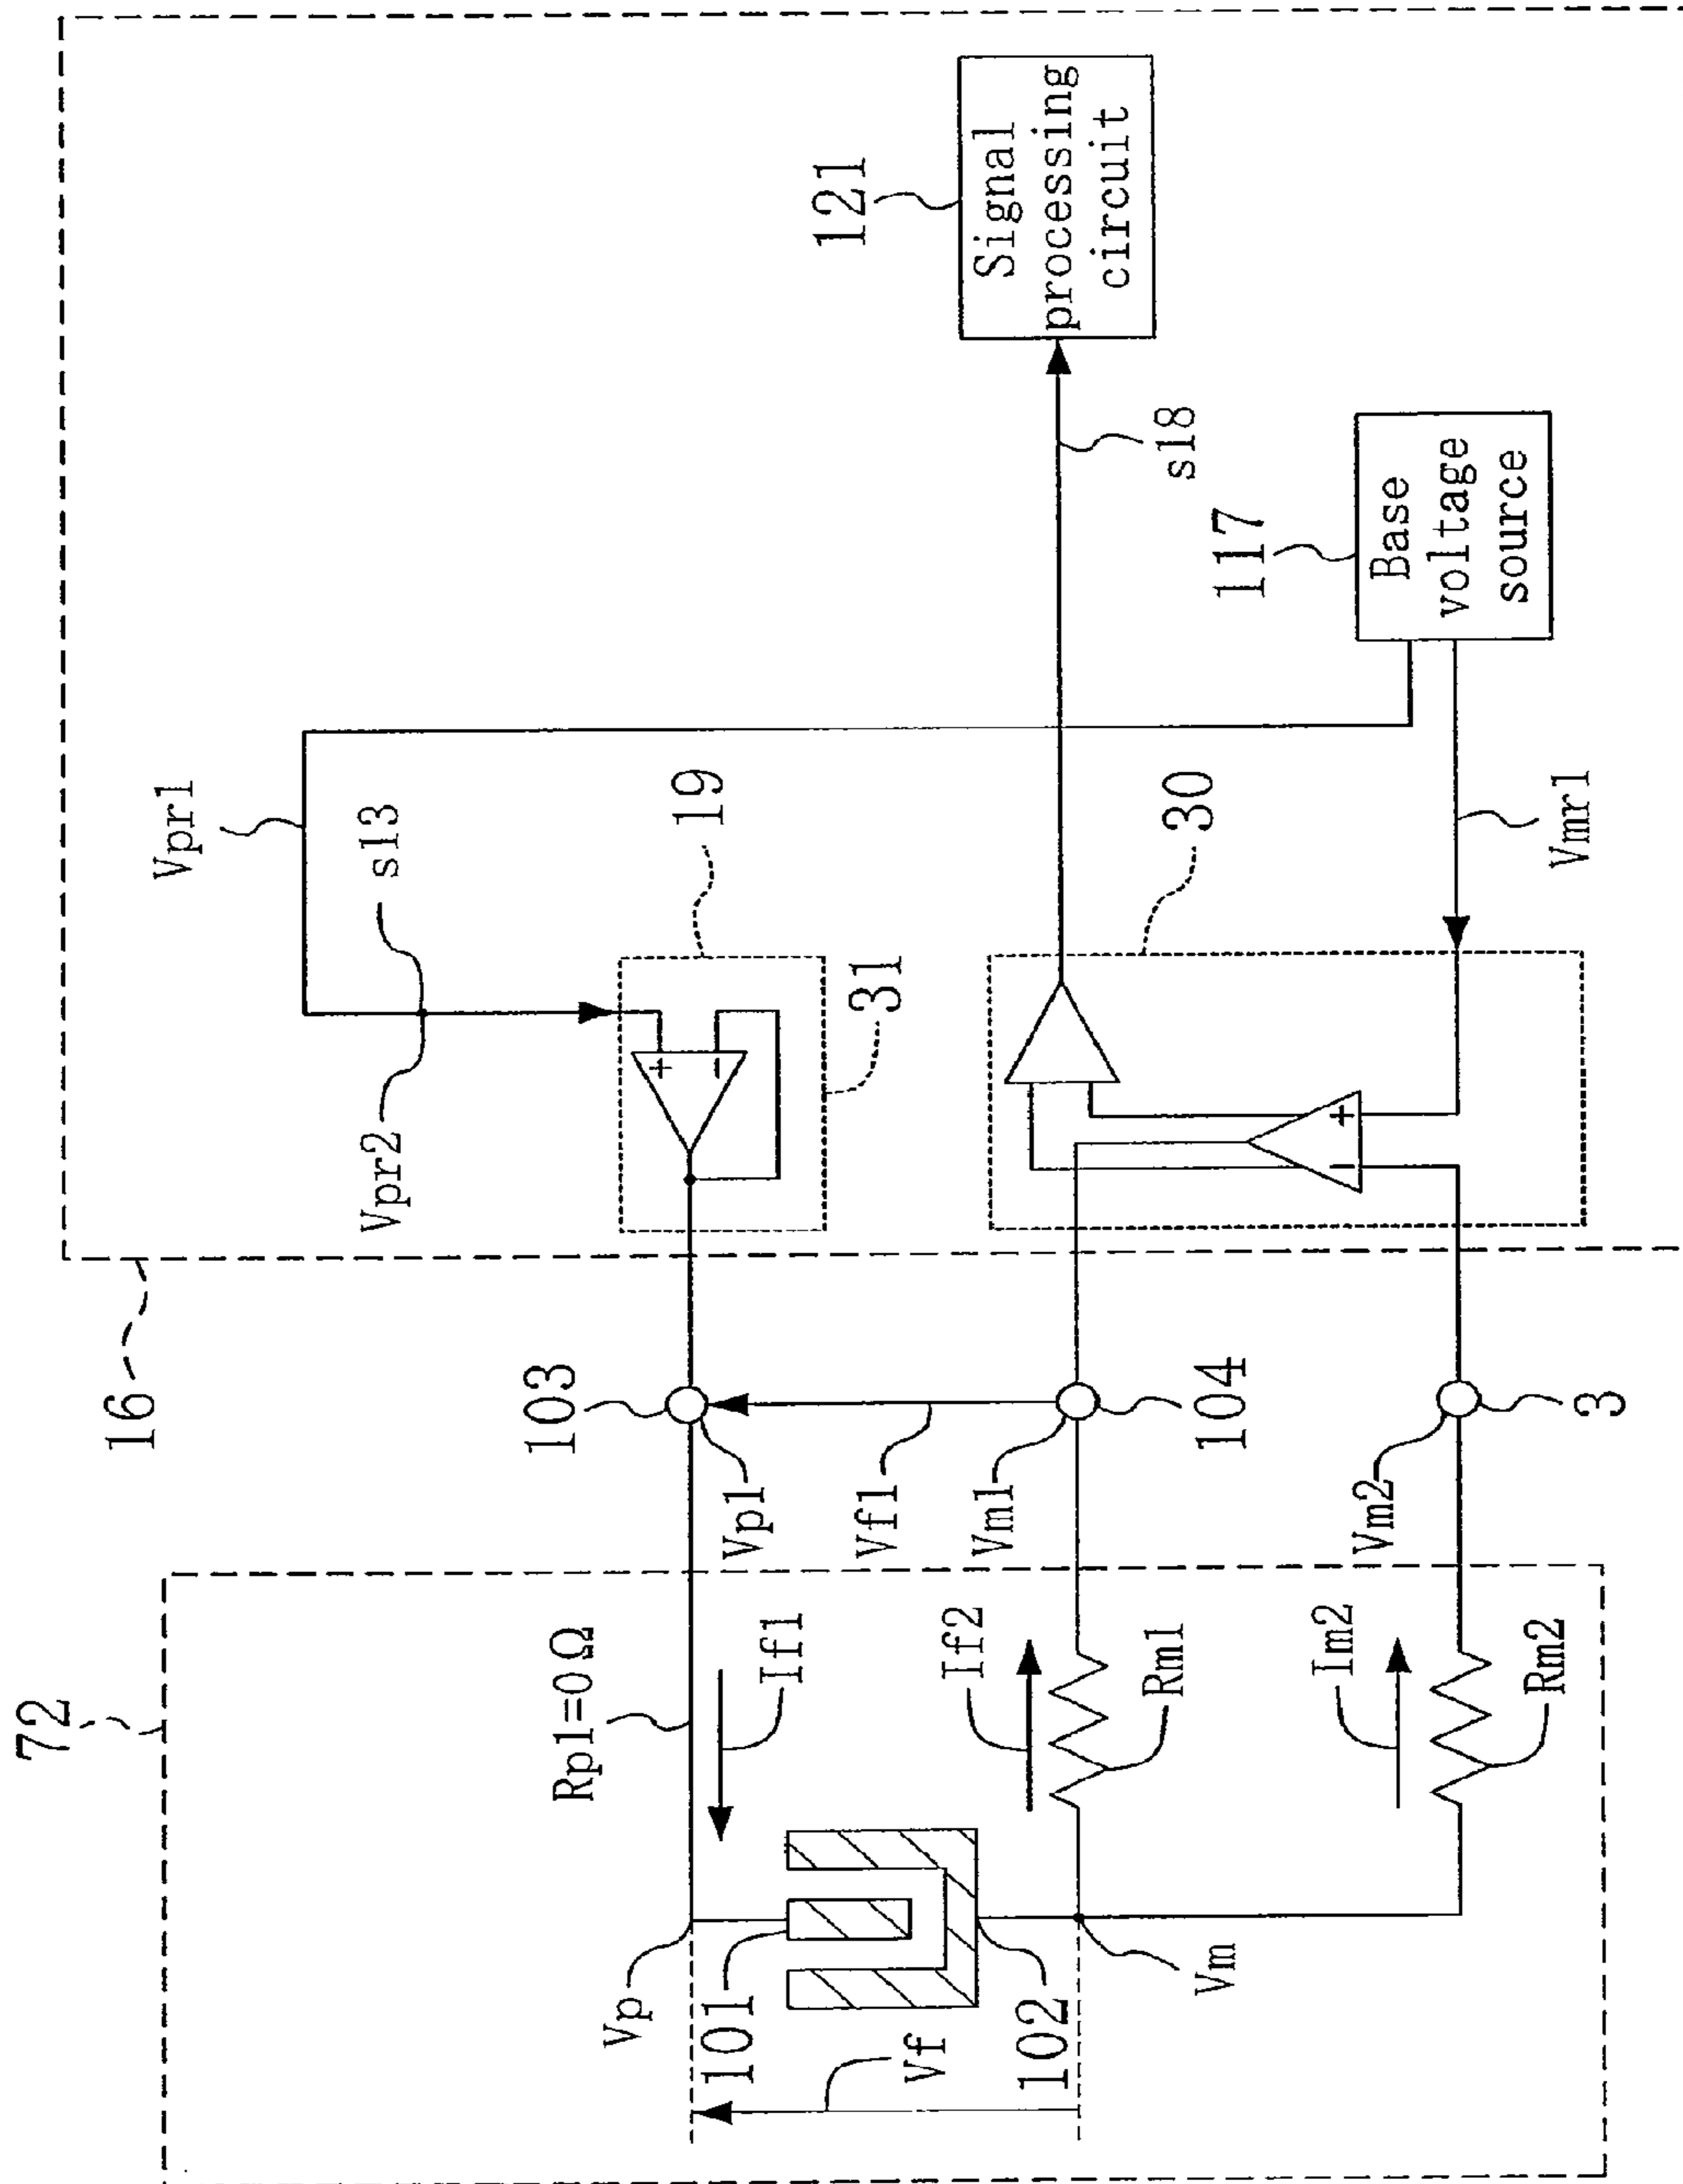 72
16
Vpr1
Vpr2
s13
19
31
121
Signal
processing
circuit
s18
117
Base
voltage
source
30
Vmr1
103
Vp1
Vf1
Vm1
104
Vm2
3
Rp1=0Ω
If1
If2
Rm1
Im2
Rm2
Vp
101
Vf
102
Vm
+
−
+
−